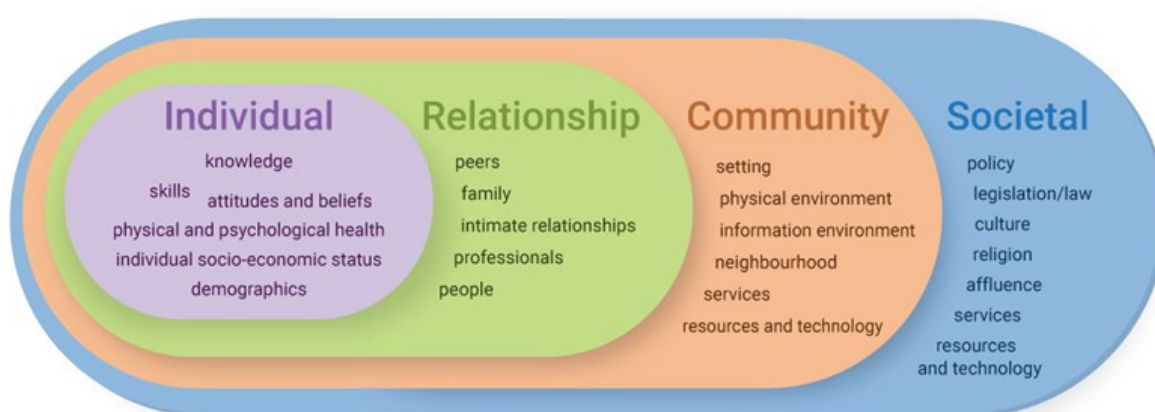 Individual
knowledge
skills
attitudes and beliefs
physical and psychological health
individual socio-economic status
demographics
Relationship
peers
family
intimate relationships
professionals
people
Community
setting
physical environment
information environment
neighbourhood
services
resources and technology
Societal
policy
legislation/law
culture
religion
affluence
services
resources
and technology